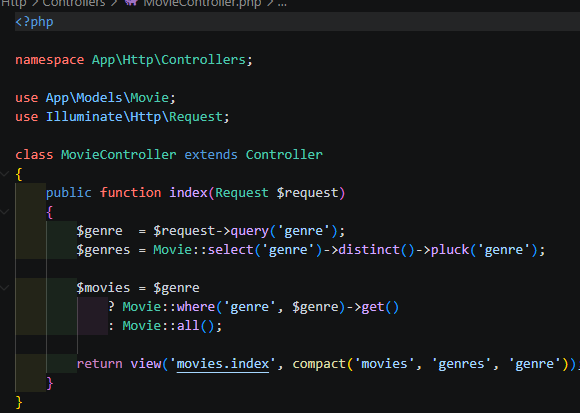 Http > Controllers > MovieController.php > ...
<?php
namespace App\Http\Controllers;
use App\Models\Movie;
use Illuminate\Http\Request;
class MovieController extends Controller
{
    public function index(Request $request)
    {
        $genre  = $request->query('genre');
        $genres = Movie::select('genre')->distinct()->pluck('genre');
        $movies = $genre
            ? Movie::where('genre', $genre)->get()
            : Movie::all();
        return view('movies.index', compact('movies', 'genres', 'genre'));
    }
}